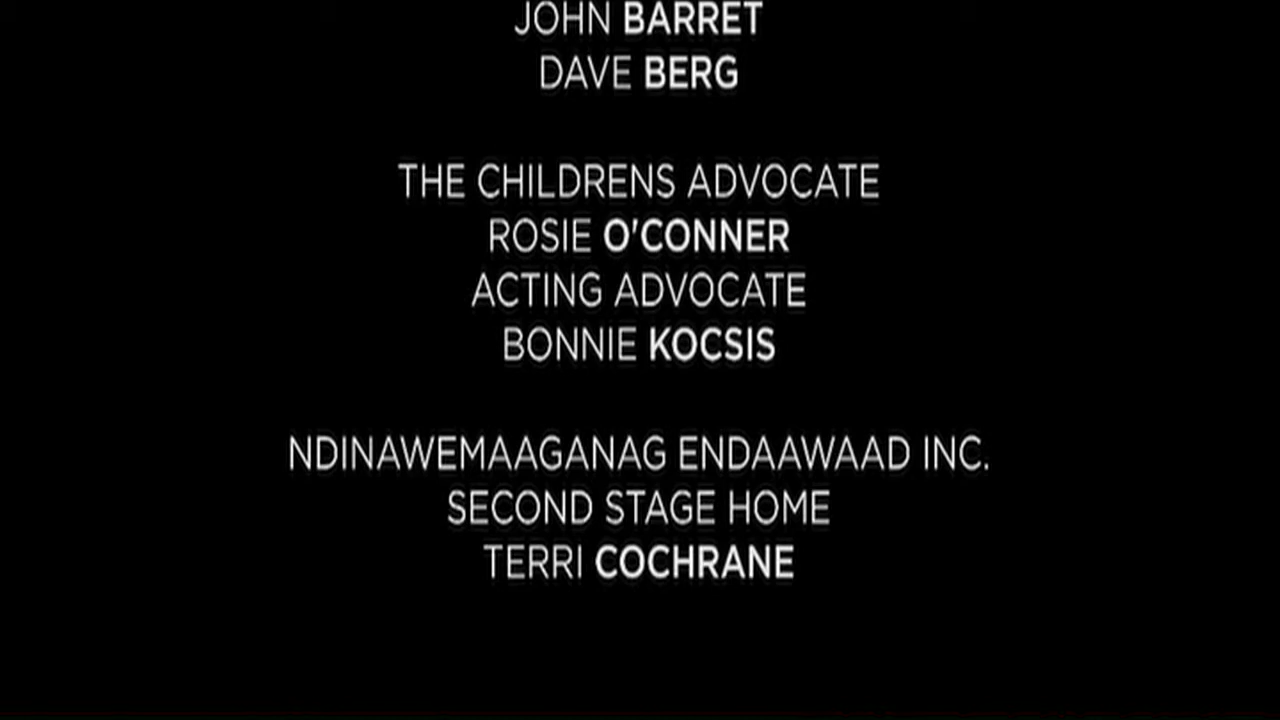 JOHN BARRET
DAVE BERG
THE CHILDRENS ADVOCATE
ROSIE O'CONNER
ACTING ADVOCATE
BONNIE KOCSIS
NDINAWEMAAGANAG ENDAAWAAD INC.
SECOND STAGE HOME
TERRI COCHRANE